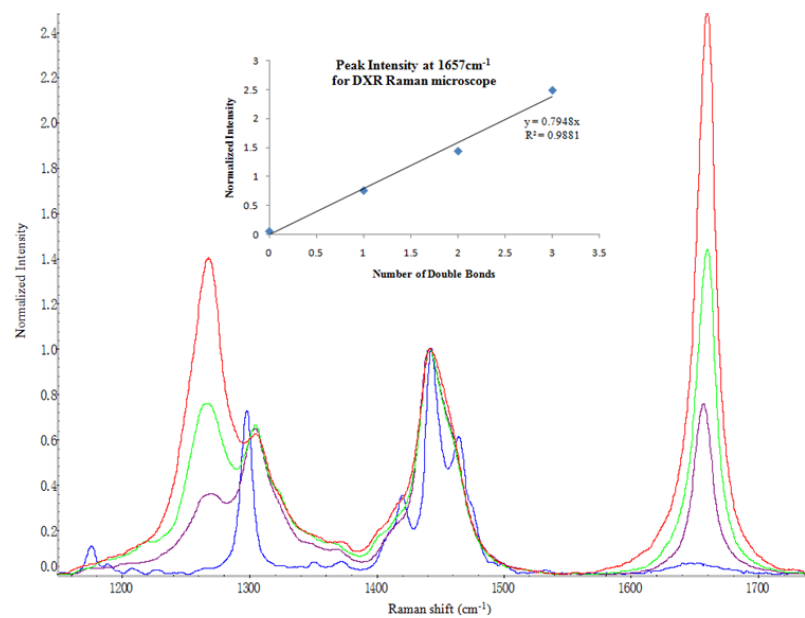 2.4
2.2
2.0
1.8
1.6
1.4
1.2
1.0
0.8
0.6
0.4
0.2
0.0
Normalized Intensity
Peak Intensity at 1657cm⁻¹
for DXR Raman microscope
3
2.5
2
1.5
1
0.5
0
Normalized Intensity
y = 0.7948x
R² = 0.9881
0 0.5 1 1.5 2 2.5 3 3.5
Number of Double Bonds
1200 1300 1400 1500 1600 1700
Raman shift (cm⁻¹)